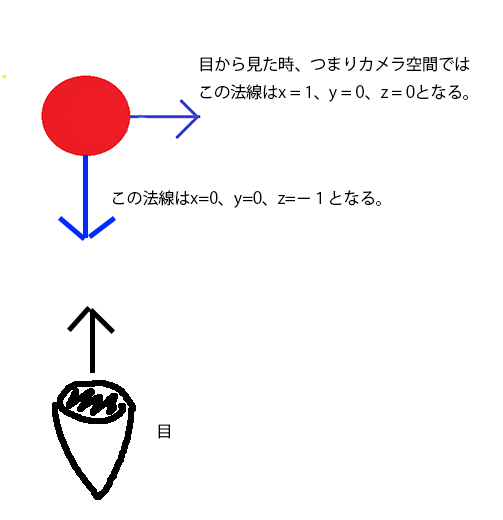 目から見た時、つまりカメラ空間では
この法線はx＝1、y＝0、z＝0となる。
この法線はx=0、y=0、z=－１となる。
目